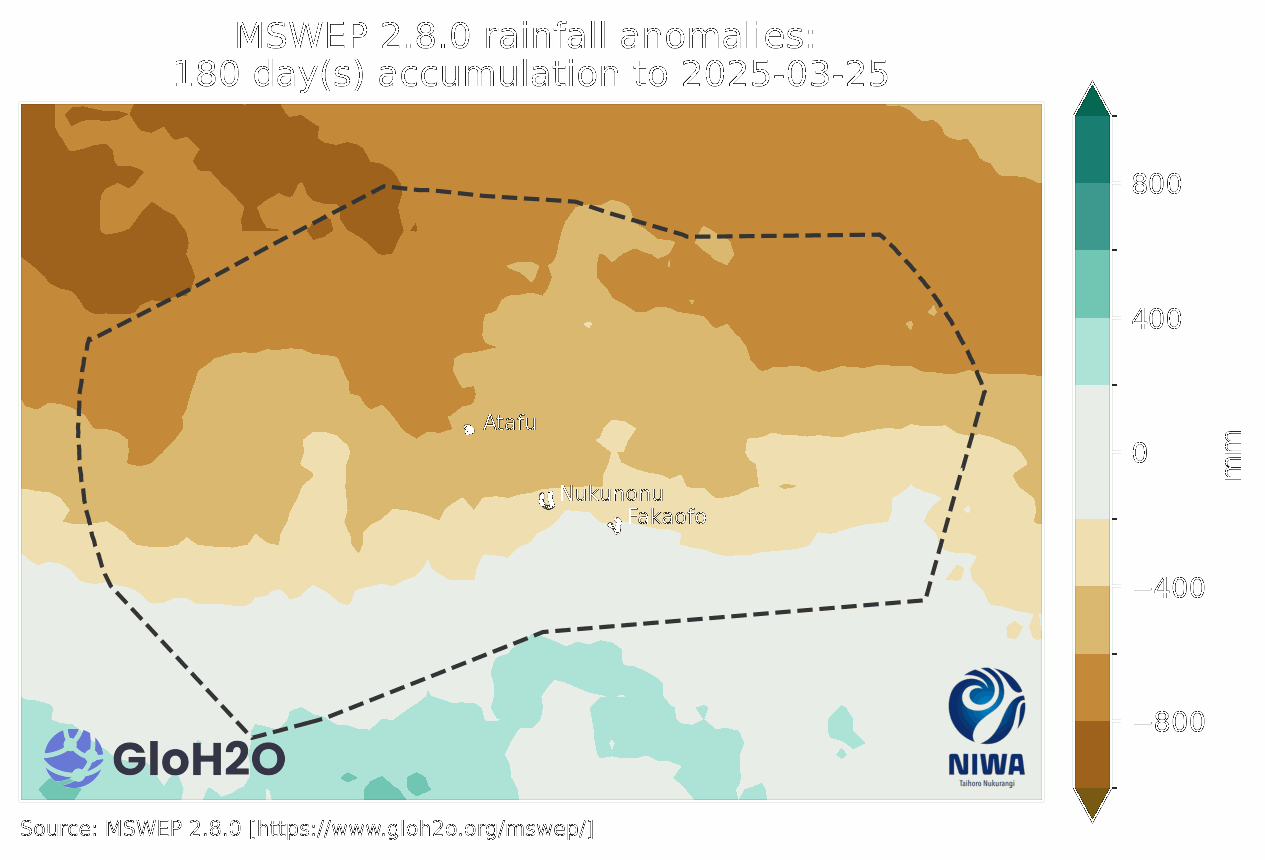 MSWEP 2.8.0 rainfall anomalies:
180 day(s) accumulation to 2025-03-25
800
400
0
−400
−800
mm
Atafu
Nukunonu
Fakaofo
GloH2O
NIWA
Taihoro Nukurangi
Source: MSWEP 2.8.0 [https://www.gloh2o.org/mswep/]